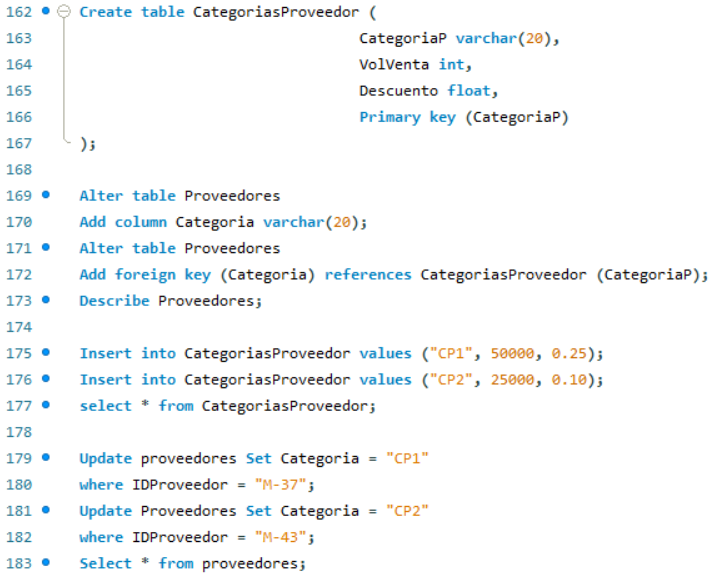 162 Create table CategoriasProveedor (
163 CategoriaP varchar(20),
164 VolVenta int,
165 Descuento float,
166 Primary key (CategoriaP)
167 );
168
169 Alter table Proveedores
170 Add column Categoria varchar(20);
171 Alter table Proveedores
172 Add foreign key (Categoria) references CategoriasProveedor (CategoriaP);
173 Describe Proveedores;
174
175 Insert into CategoriasProveedor values ("CP1", 50000, 0.25);
176 Insert into CategoriasProveedor values ("CP2", 25000, 0.10);
177 select * from CategoriasProveedor;
178
179 Update proveedores Set Categoria = "CP1"
180 where IDProveedor = "M-37";
181 Update Proveedores Set Categoria = "CP2"
182 where IDProveedor = "M-43";
183 Select * from proveedores;